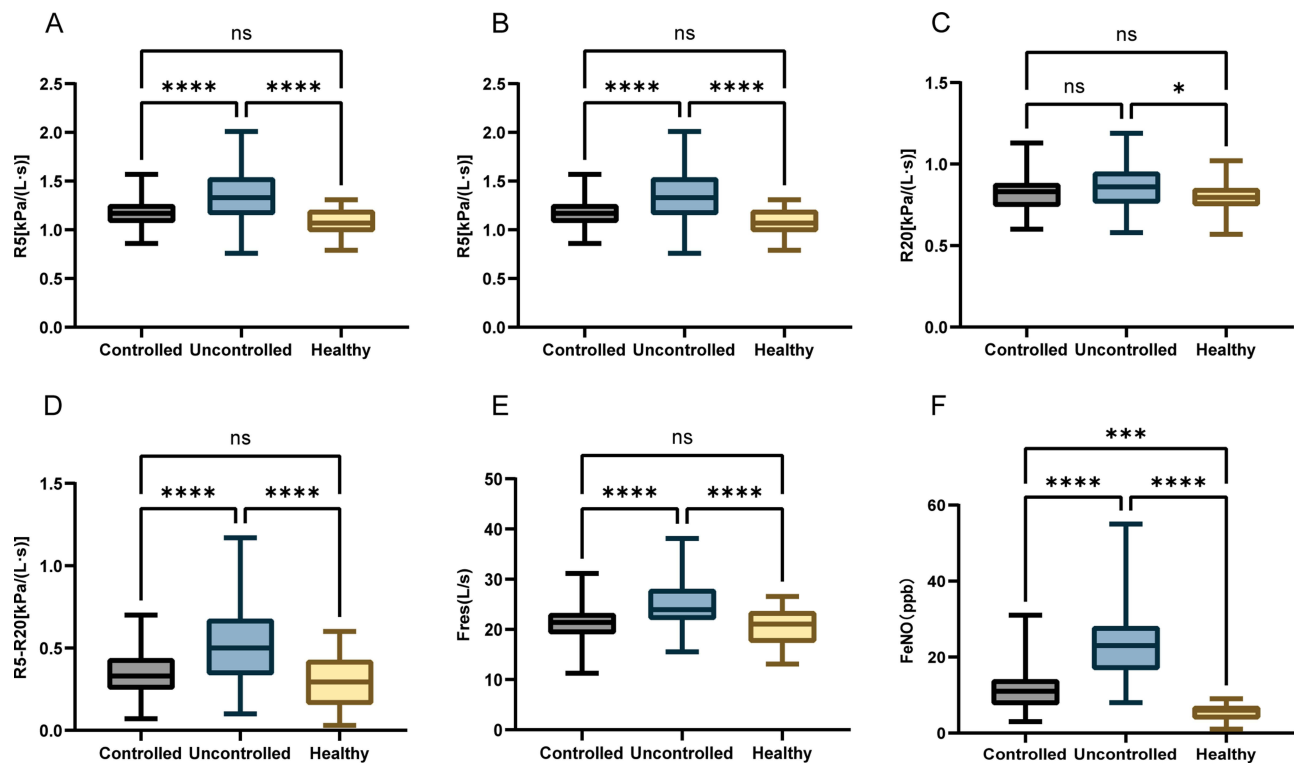 A
ns
**** ****
R5[kPa/(L·s)]
2.5
2.0
1.5
1.0
0.5
0.0
Controlled Uncontrolled Healthy
B
ns
**** ****
R5[kPa/(L·s)]
2.5
2.0
1.5
1.0
0.5
0.0
Controlled Uncontrolled Healthy
C
ns
ns *
R20[kPa/(L·s)]
1.5
1.0
0.5
0.0
Controlled Uncontrolled Healthy
D
ns
**** ****
R5-R20[kPa/(L·s)]
1.5
1.0
0.5
0.0
Controlled Uncontrolled Healthy
E
ns
**** ****
Fres(L/s)
50
40
30
20
10
0
Controlled Uncontrolled Healthy
F
***
**** ****
FeNO(ppb)
60
40
20
0
Controlled Uncontrolled Healthy